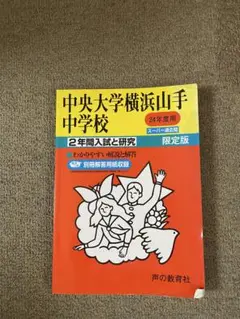 中央大学横浜山手
中学校
24年度用
スーパー過去問
2年間入試と研究
限定版
わかりやすい解説と解答
別冊解答用紙収録
声の教育社